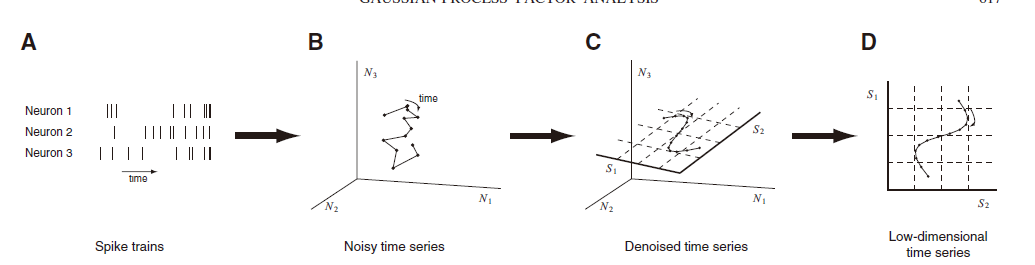 GAUSSIAN-PROCESS FACTOR ANALYSIS 617
A B C D
Neuron 1
Neuron 2
Neuron 3
time
Spike trains
N3
time
N1
N2
Noisy time series
N3
S2
S1
N1
N2
Denoised time series
S1
S2
Low-dimensional
time series